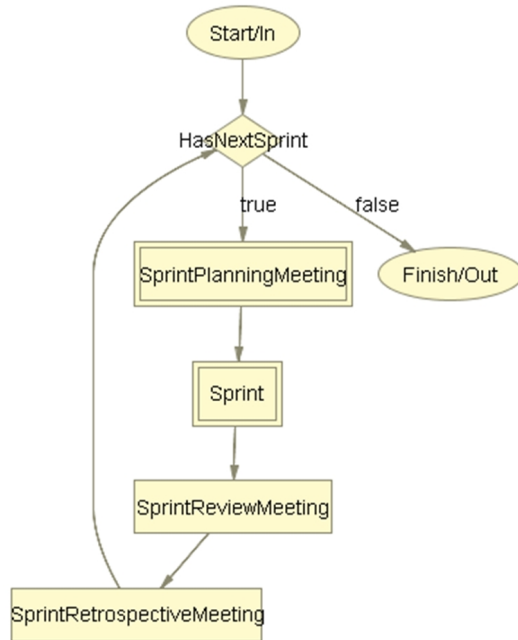 Start/In
HasNextSprint
true
false
SprintPlanningMeeting
Finish/Out
Sprint
SprintReviewMeeting
SprintRetrospectiveMeeting